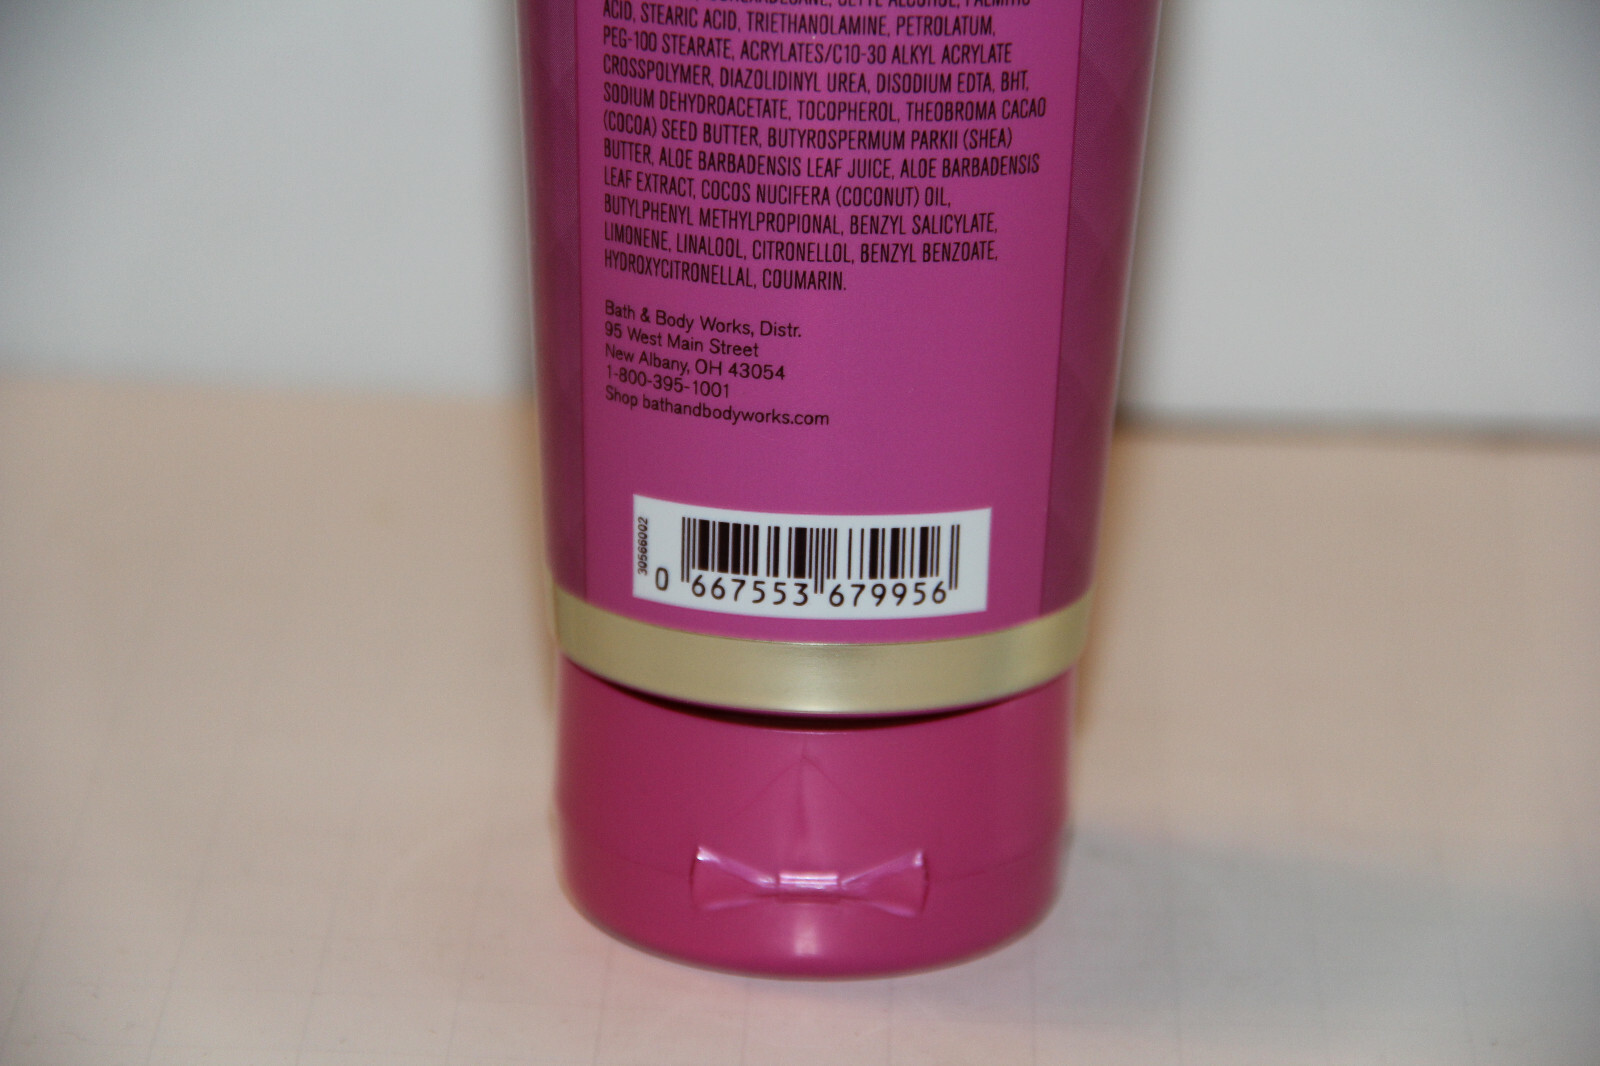 CETYL ALCOHOL, PALMITIC
ACID, STEARIC ACID, TRIETHANOLAMINE, PETROLATUM,
PEG-100 STEARATE, ACRYLATES/C10-30 ALKYL ACRYLATE
CROSSPOLYMER, DIAZOLIDINYL UREA, DISODIUM EDTA, BHT,
SODIUM DEHYDROACETATE, TOCOPHEROL, THEOBROMA CACAO
(COCOA) SEED BUTTER, BUTYROSPERMUM PARKII (SHEA)
BUTTER, ALOE BARBADENSIS LEAF JUICE, ALOE BARBADENSIS
LEAF EXTRACT, COCOS NUCIFERA (COCONUT) OIL,
BUTYLPHENYL METHYLPROPIONAL, BENZYL SALICYLATE,
LIMONENE, LINALOOL, CITRONELLOL, BENZYL BENZOATE,
HYDROXYCITRONELLAL, COUMARIN.
Bath & Body Works, Distr.
95 West Main Street
New Albany, OH 43054
1-800-395-1001
Shop bathandbodyworks.com
30566002
0 667553 679956